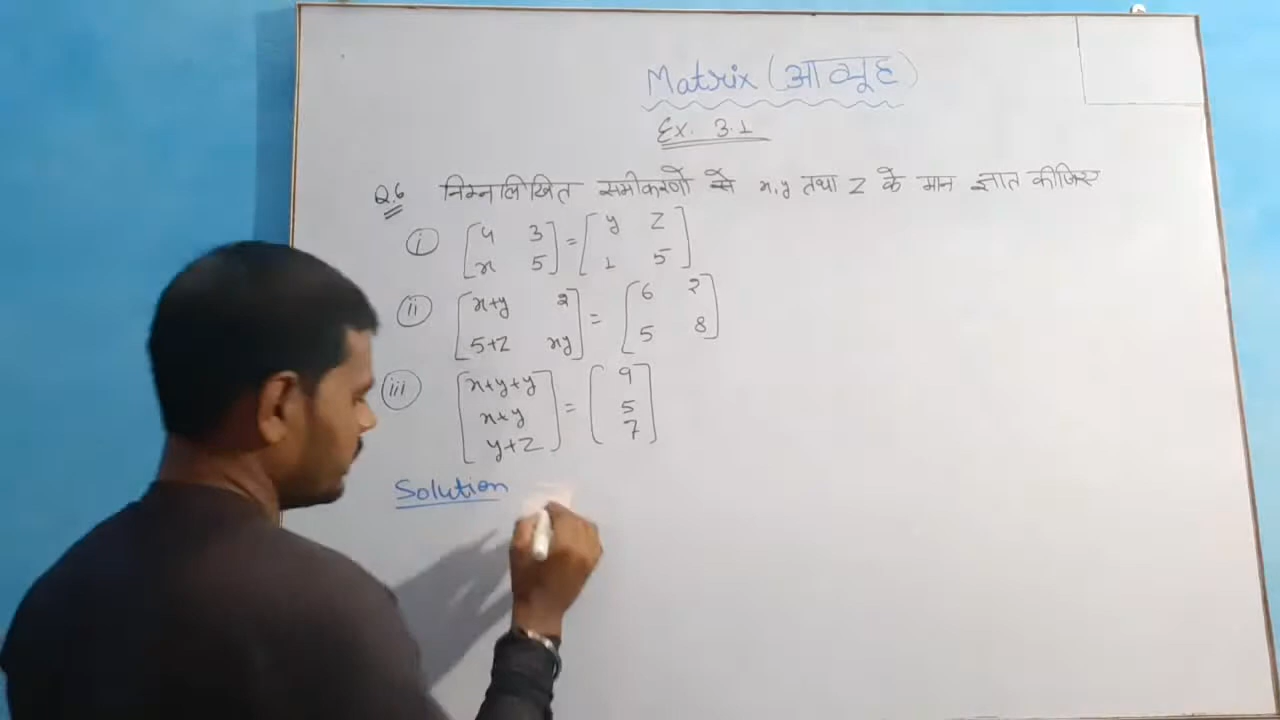 Matrix (आव्यूह)
Ex. 3.1
Q.6 निम्नलिखित समीकरणों से x, y तथा Z के मान ज्ञात कीजिए
(i) [4 3] = [y Z]
[x 5] [1 5]
(ii) [x+y 2] = [6 2]
[5+Z xy] [5 8]
(iii) [x+y+y] = [9]
[x+y] [5]
[y+Z] [7]
Solution